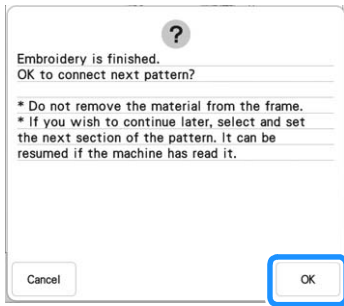 ?
Embroidery is finished.
OK to connect next pattern?
* Do not remove the material from the frame.
* If you wish to continue later, select and set
the next section of the pattern. It can be
resumed if the machine has read it.
Cancel
OK